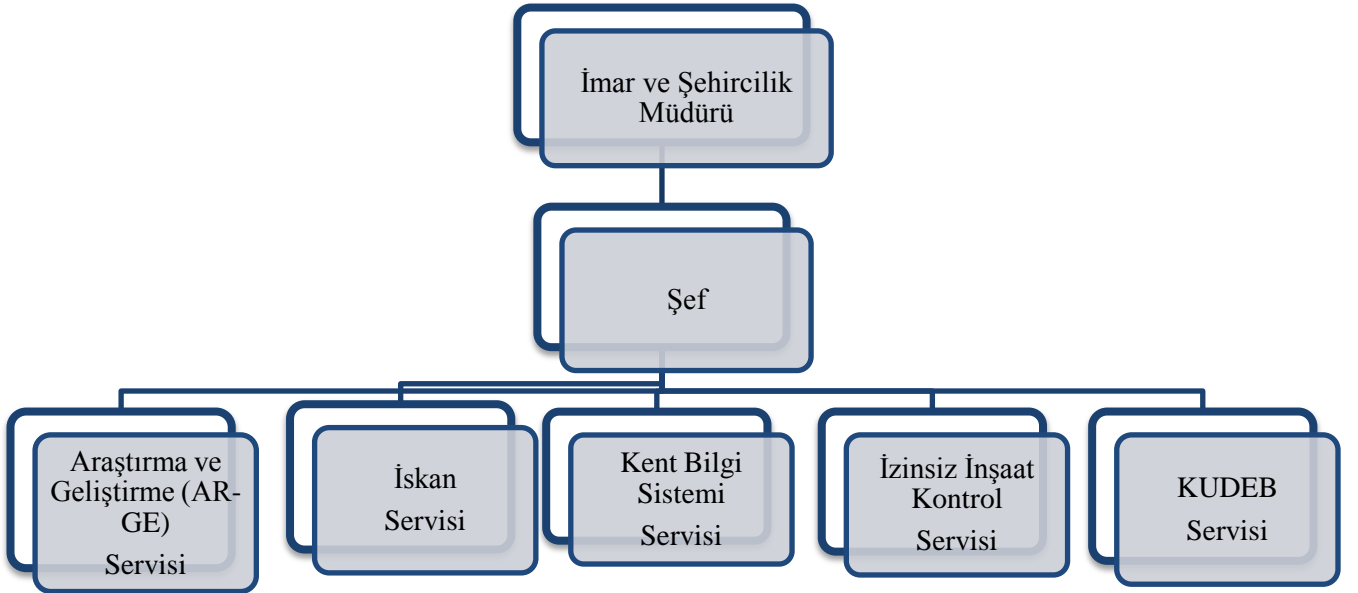 İmar ve Şehircilik
Müdürü
Şef
Araştırma ve
Geliştirme (AR-
GE)
Servisi
İskan
Servisi
Kent Bilgi
Sistemi
Servisi
İzinsiz İnşaat
Kontrol
Servisi
KUDEB
Servisi